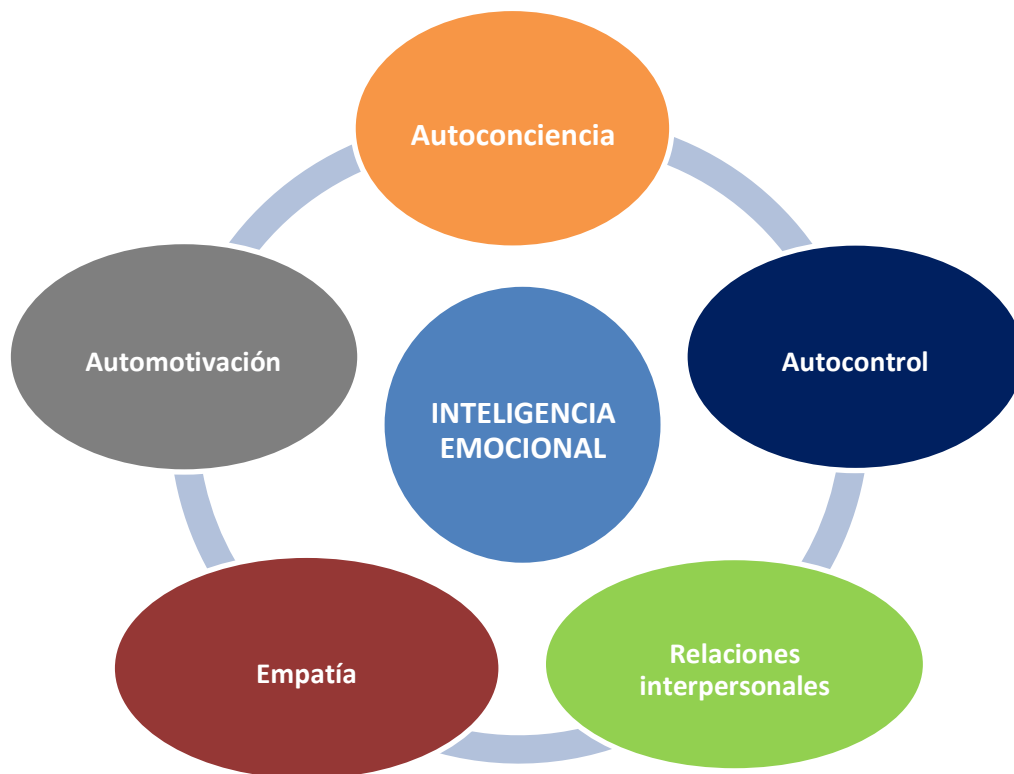 Autoconciencia
Automotivación
Autocontrol
INTELIGENCIA
EMOCIONAL
Empatía
Relaciones
interpersonales